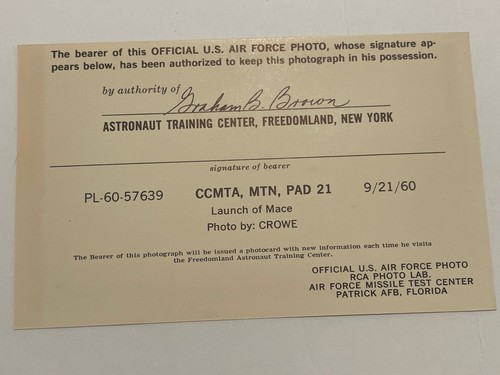 The bearer of this OFFICIAL U.S. AIR FORCE PHOTO, whose signature ap-
pears below, has been authorized to keep this photograph in his possession.
by authority of Graham B. Brown
ASTRONAUT TRAINING CENTER, FREEDOMLAND, NEW YORK
signature of bearer
PL-60-57639 CCMTA, MTN, PAD 21 9/21/60
Launch of Mace
Photo by: CROWE
The Bearer of this photograph will be issued a photocard with new information each time he visits
the Freedomland Astronaut Training Center.
OFFICIAL U.S. AIR FORCE PHOTO
RCA PHOTO LAB.
AIR FORCE MISSILE TEST CENTER
PATRICK AFB, FLORIDA